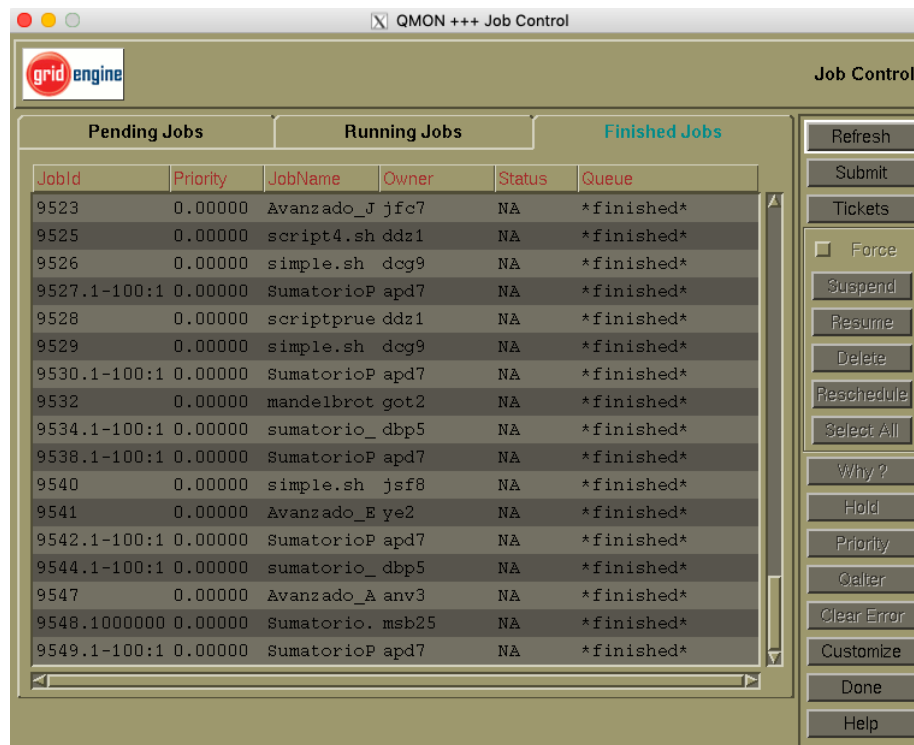 QMON +++ Job Control
grid engine
Job Control
Pending Jobs Running Jobs Finished Jobs
JobId Priority JobName Owner Status Queue
9523 0.00000 Avanzado_J jfc7 NA *finished*
9525 0.00000 script4.sh ddz1 NA *finished*
9526 0.00000 simple.sh dcg9 NA *finished*
9527.1-100:1 0.00000 SumatorioP apd7 NA *finished*
9528 0.00000 scriptprue ddz1 NA *finished*
9529 0.00000 simple.sh dcg9 NA *finished*
9530.1-100:1 0.00000 SumatorioP apd7 NA *finished*
9532 0.00000 mandelbrot got2 NA *finished*
9534.1-100:1 0.00000 sumatorio_ dbp5 NA *finished*
9538.1-100:1 0.00000 SumatorioP apd7 NA *finished*
9540 0.00000 simple.sh jsf8 NA *finished*
9541 0.00000 Avanzado_E ye2 NA *finished*
9542.1-100:1 0.00000 SumatorioP apd7 NA *finished*
9544.1-100:1 0.00000 sumatorio_ dbp5 NA *finished*
9547 0.00000 Avanzado_A anv3 NA *finished*
9548.1000000 0.00000 Sumatorio. msb25 NA *finished*
9549.1-100:1 0.00000 SumatorioP apd7 NA *finished*
Refresh
Submit
Tickets
Force
Suspend
Resume
Delete
Reschedule
Select All
Why ?
Hold
Priority
Qalter
Clear Error
Customize
Done
Help